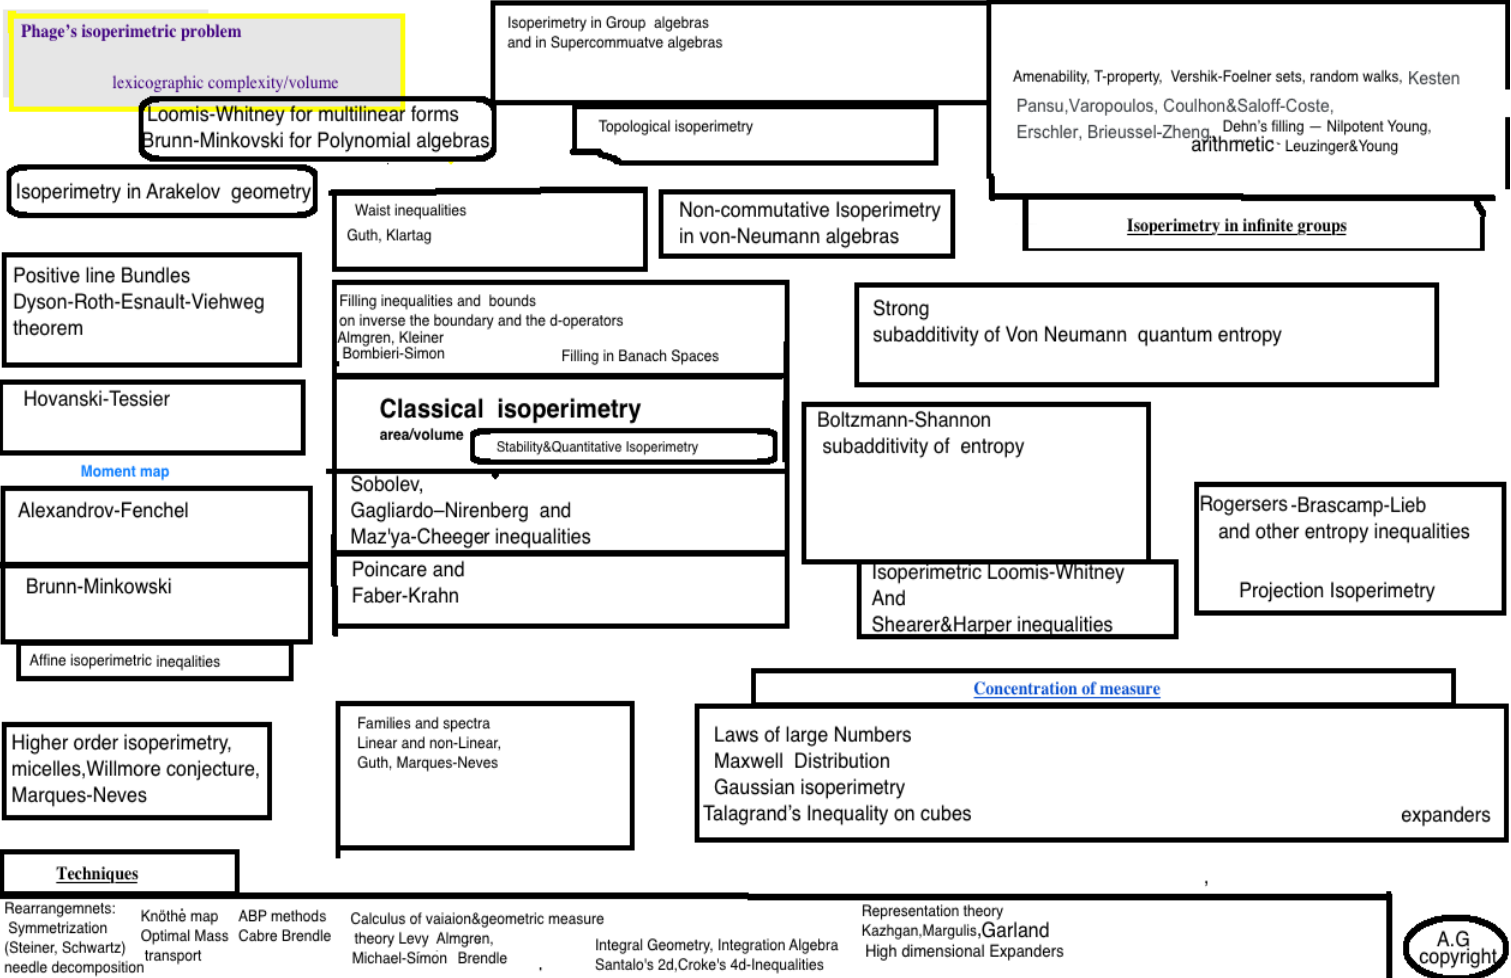 Phage's isoperimetric problem
lexicographic complexity/volume
Loomis-Whitney for multilinear forms
Brunn-Minkovski for Polynomial algebras
Isoperimetry in Group algebras
and in Supercommuatve algebras
Topological isoperimetry
Amenability, T-property, Vershik-Foelner sets, random walks, Kesten
Pansu,Varopoulos, Coulhon&Saloff-Coste,
Erschler, Brieussel-Zheng, Dehn's filling — Nilpotent Young,
arithmetic - Leuzinger&Young
Isoperimetry in infinite groups
Isoperimetry in Arakelov geometry
Waist inequalities
Guth, Klartag
Non-commutative Isoperimetry
in von-Neumann algebras
Positive line Bundles
Dyson-Roth-Esnault-Viehweg
theorem
Filling inequalities and bounds
on inverse the boundary and the d-operators
Almgren, Kleiner
Bombieri-Simon
Filling in Banach Spaces
Strong
subadditivity of Von Neumann quantum entropy
Hovanski-Tessier
Classical isoperimetry
area/volume
Stability&Quantitative Isoperimetry
Boltzmann-Shannon
subadditivity of entropy
Moment map
Alexandrov-Fenchel
Sobolev,
Gagliardo–Nirenberg and
Maz'ya-Cheeger inequalities
Rogersers-Brascamp-Lieb
and other entropy inequalities
Projection Isoperimetry
Brunn-Minkowski
Poincare and
Faber-Krahn
Isoperimetric Loomis-Whitney
And
Shearer&Harper inequalities
Affine isoperimetric ineqalities
Concentration of measure
Higher order isoperimetry,
micelles,Willmore conjecture,
Marques-Neves
Families and spectra
Linear and non-Linear,
Guth, Marques-Neves
Laws of large Numbers
Maxwell Distribution
Gaussian isoperimetry
Talagrand's Inequality on cubes
expanders
Techniques
Rearrangemnets:
Symmetrization
(Steiner, Schwartz)
needle decomposition
Knöthė map
Optimal Mass
transport
ABP methods
Cabre Brendle
Calculus of vaiaion&geometric measure
theory Levy Almgren,
Michael-Simon Brendle
Integral Geometry, Integration Algebra
Santalo's 2d,Croke's 4d-Inequalities
Representation theory
Kazhgan,Margulis,Garland
High dimensional Expanders
A.G
copyright